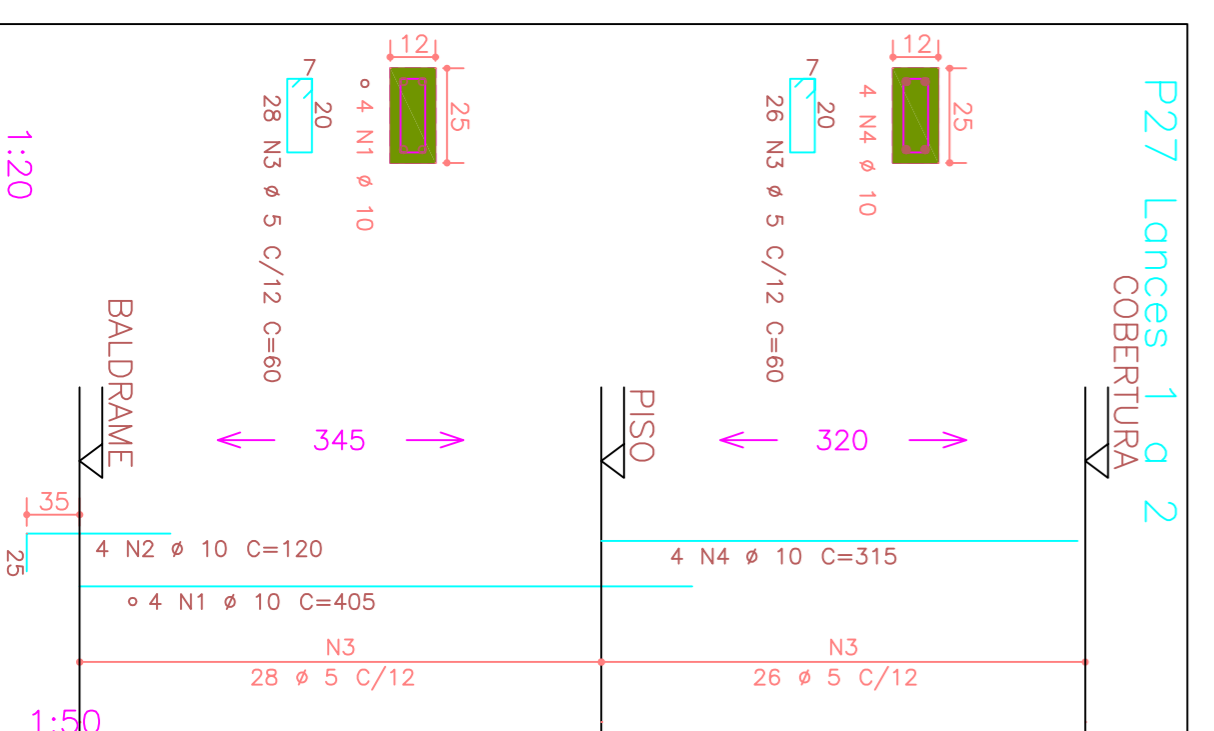 P27 Lances 1 a 2
COBERTURA
12
25
4 N4 ø 10
7
20
26 N3 ø 5 C/12 C=60
320
PISO
4 N4 ø 10 C=315
N3
26 ø 5 C/12
12
25
4 N1 ø 10
7
20
28 N3 ø 5 C/12 C=60
345
BALDRAME
35
25
4 N2 ø 10 C=120
4 N1 ø 10 C=405
N3
28 ø 5 C/12
1:20
1:50